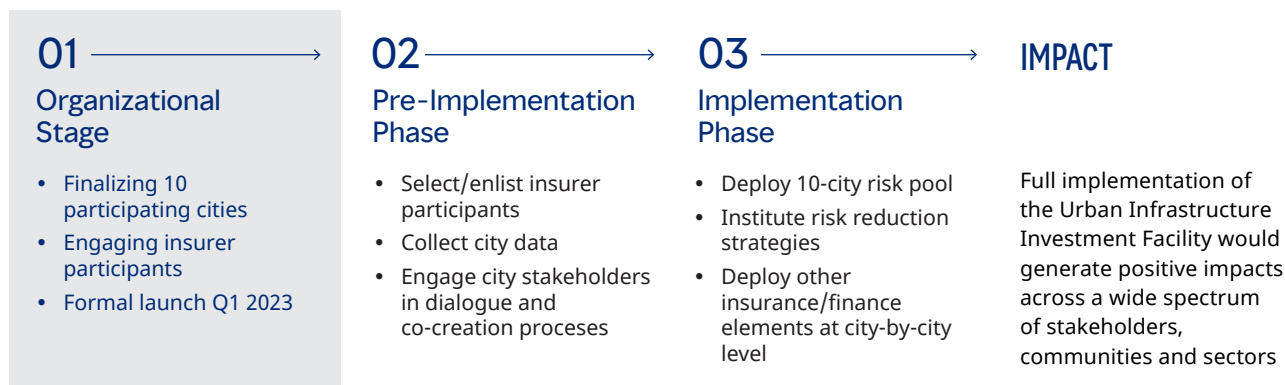 01
Organizational
Stage
• Finalizing 10
participating cities
• Engaging insurer
participants
• Formal launch Q1 2023
02
Pre-Implementation
Phase
• Select/enlist insurer
participants
• Collect city data
• Engage city stakeholders
in dialogue and
co-creation proceses
03
Implementation
Phase
• Deploy 10-city risk pool
• Institute risk reduction
strategies
• Deploy other
insurance/finance
elements at city-by-city
level
IMPACT
Full implementation of
the Urban Infrastructure
Investment Facility would
generate positive impacts
across a wide spectrum
of stakeholders,
communities and sectors